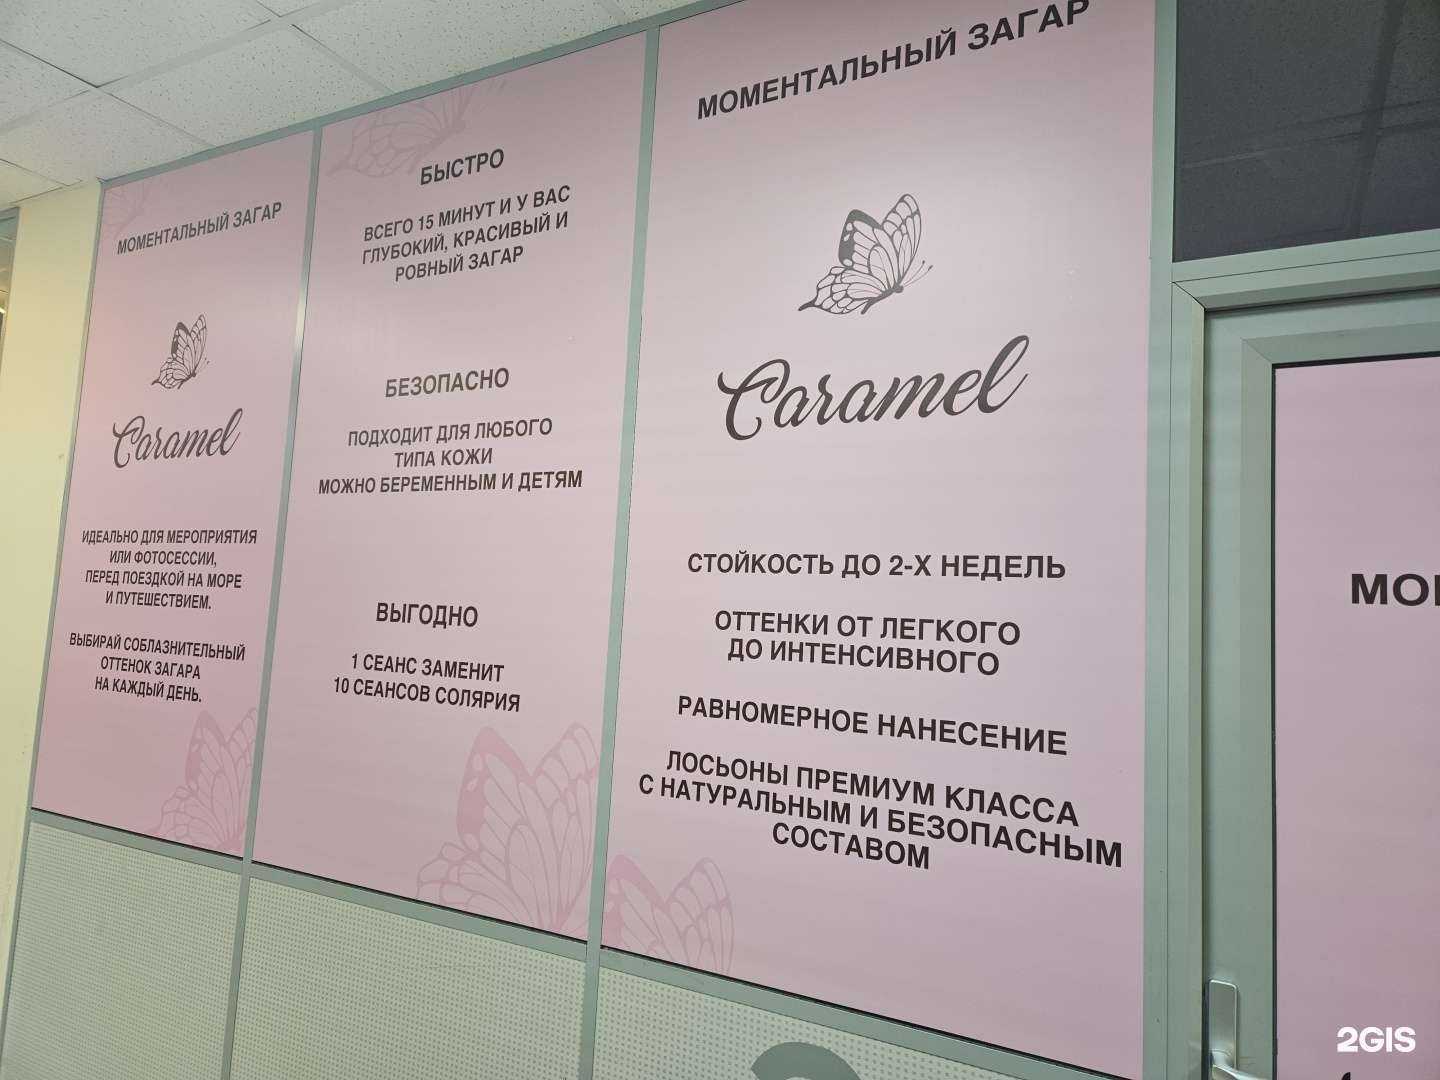 МОМЕНТАЛЬНЫЙ ЗАГАР
Caramel
ИДЕАЛЬНО ДЛЯ МЕРОПРИЯТИЯ
ИЛИ ФОТОСЕССИИ,
ПЕРЕД ПОЕЗДКОЙ НА МОРЕ
И ПУТЕШЕСТВИЕМ.
ВЫБИРАЙ СОБЛАЗНИТЕЛЬНЫЙ
ОТТЕНОК ЗАГАРА
НА КАЖДЫЙ ДЕНЬ.
БЫСТРО
ВСЕГО 15 МИНУТ И У ВАС
ГЛУБОКИЙ, КРАСИВЫЙ И
РОВНЫЙ ЗАГАР
БЕЗОПАСНО
ПОДХОДИТ ДЛЯ ЛЮБОГО
ТИПА КОЖИ
МОЖНО БЕРЕМЕННЫМ И ДЕТЯМ
ВЫГОДНО
1 СЕАНС ЗАМЕНИТ
10 СЕАНСОВ СОЛЯРИЯ
МОМЕНТАЛЬНЫЙ ЗАГАР
Caramel
СТОЙКОСТЬ ДО 2-Х НЕДЕЛЬ
ОТТЕНКИ ОТ ЛЕГКОГО
ДО ИНТЕНСИВНОГО
РАВНОМЕРНОЕ НАНЕСЕНИЕ
ЛОСЬОНЫ ПРЕМИУМ КЛАССА
С НАТУРАЛЬНЫМ И БЕЗОПАСНЫМ
СОСТАВОМ
2GIS